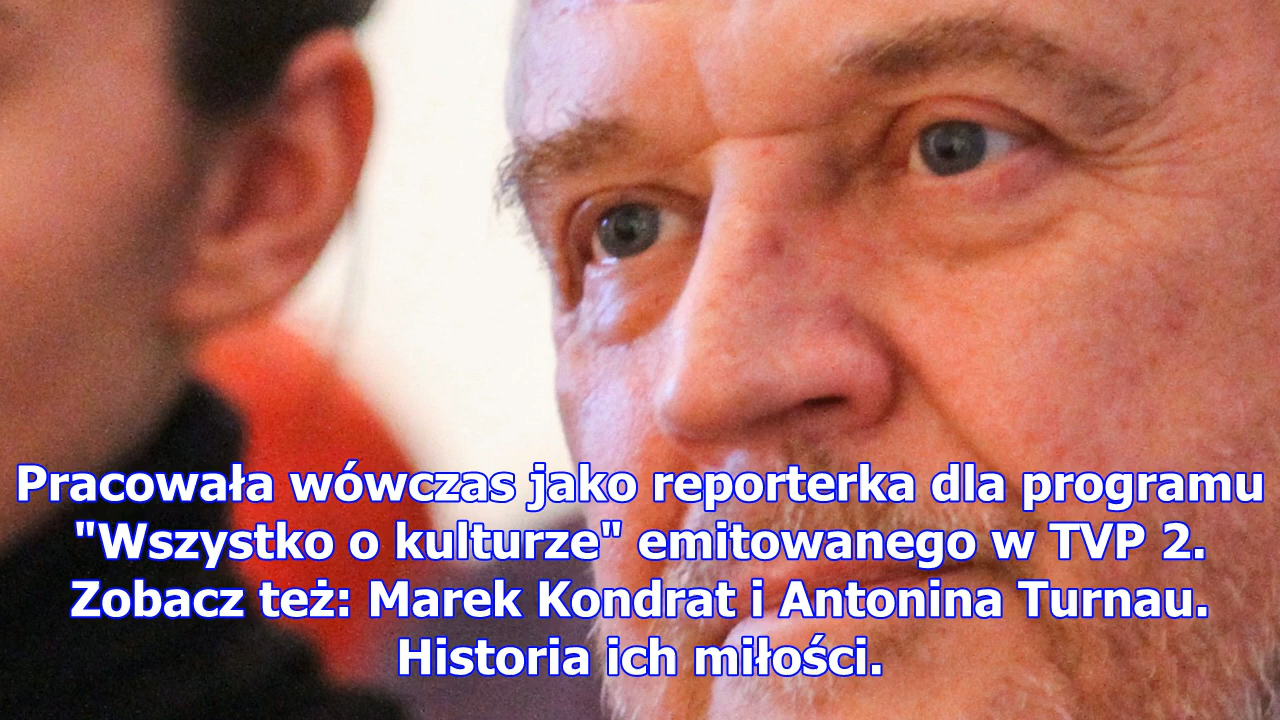 Pracowała wówczas jako reporterka dla programu
"Wszystko o kulturze" emitowanego w TVP 2.
Zobacz też: Marek Kondrat i Antonina Turnau.
Historia ich miłości.